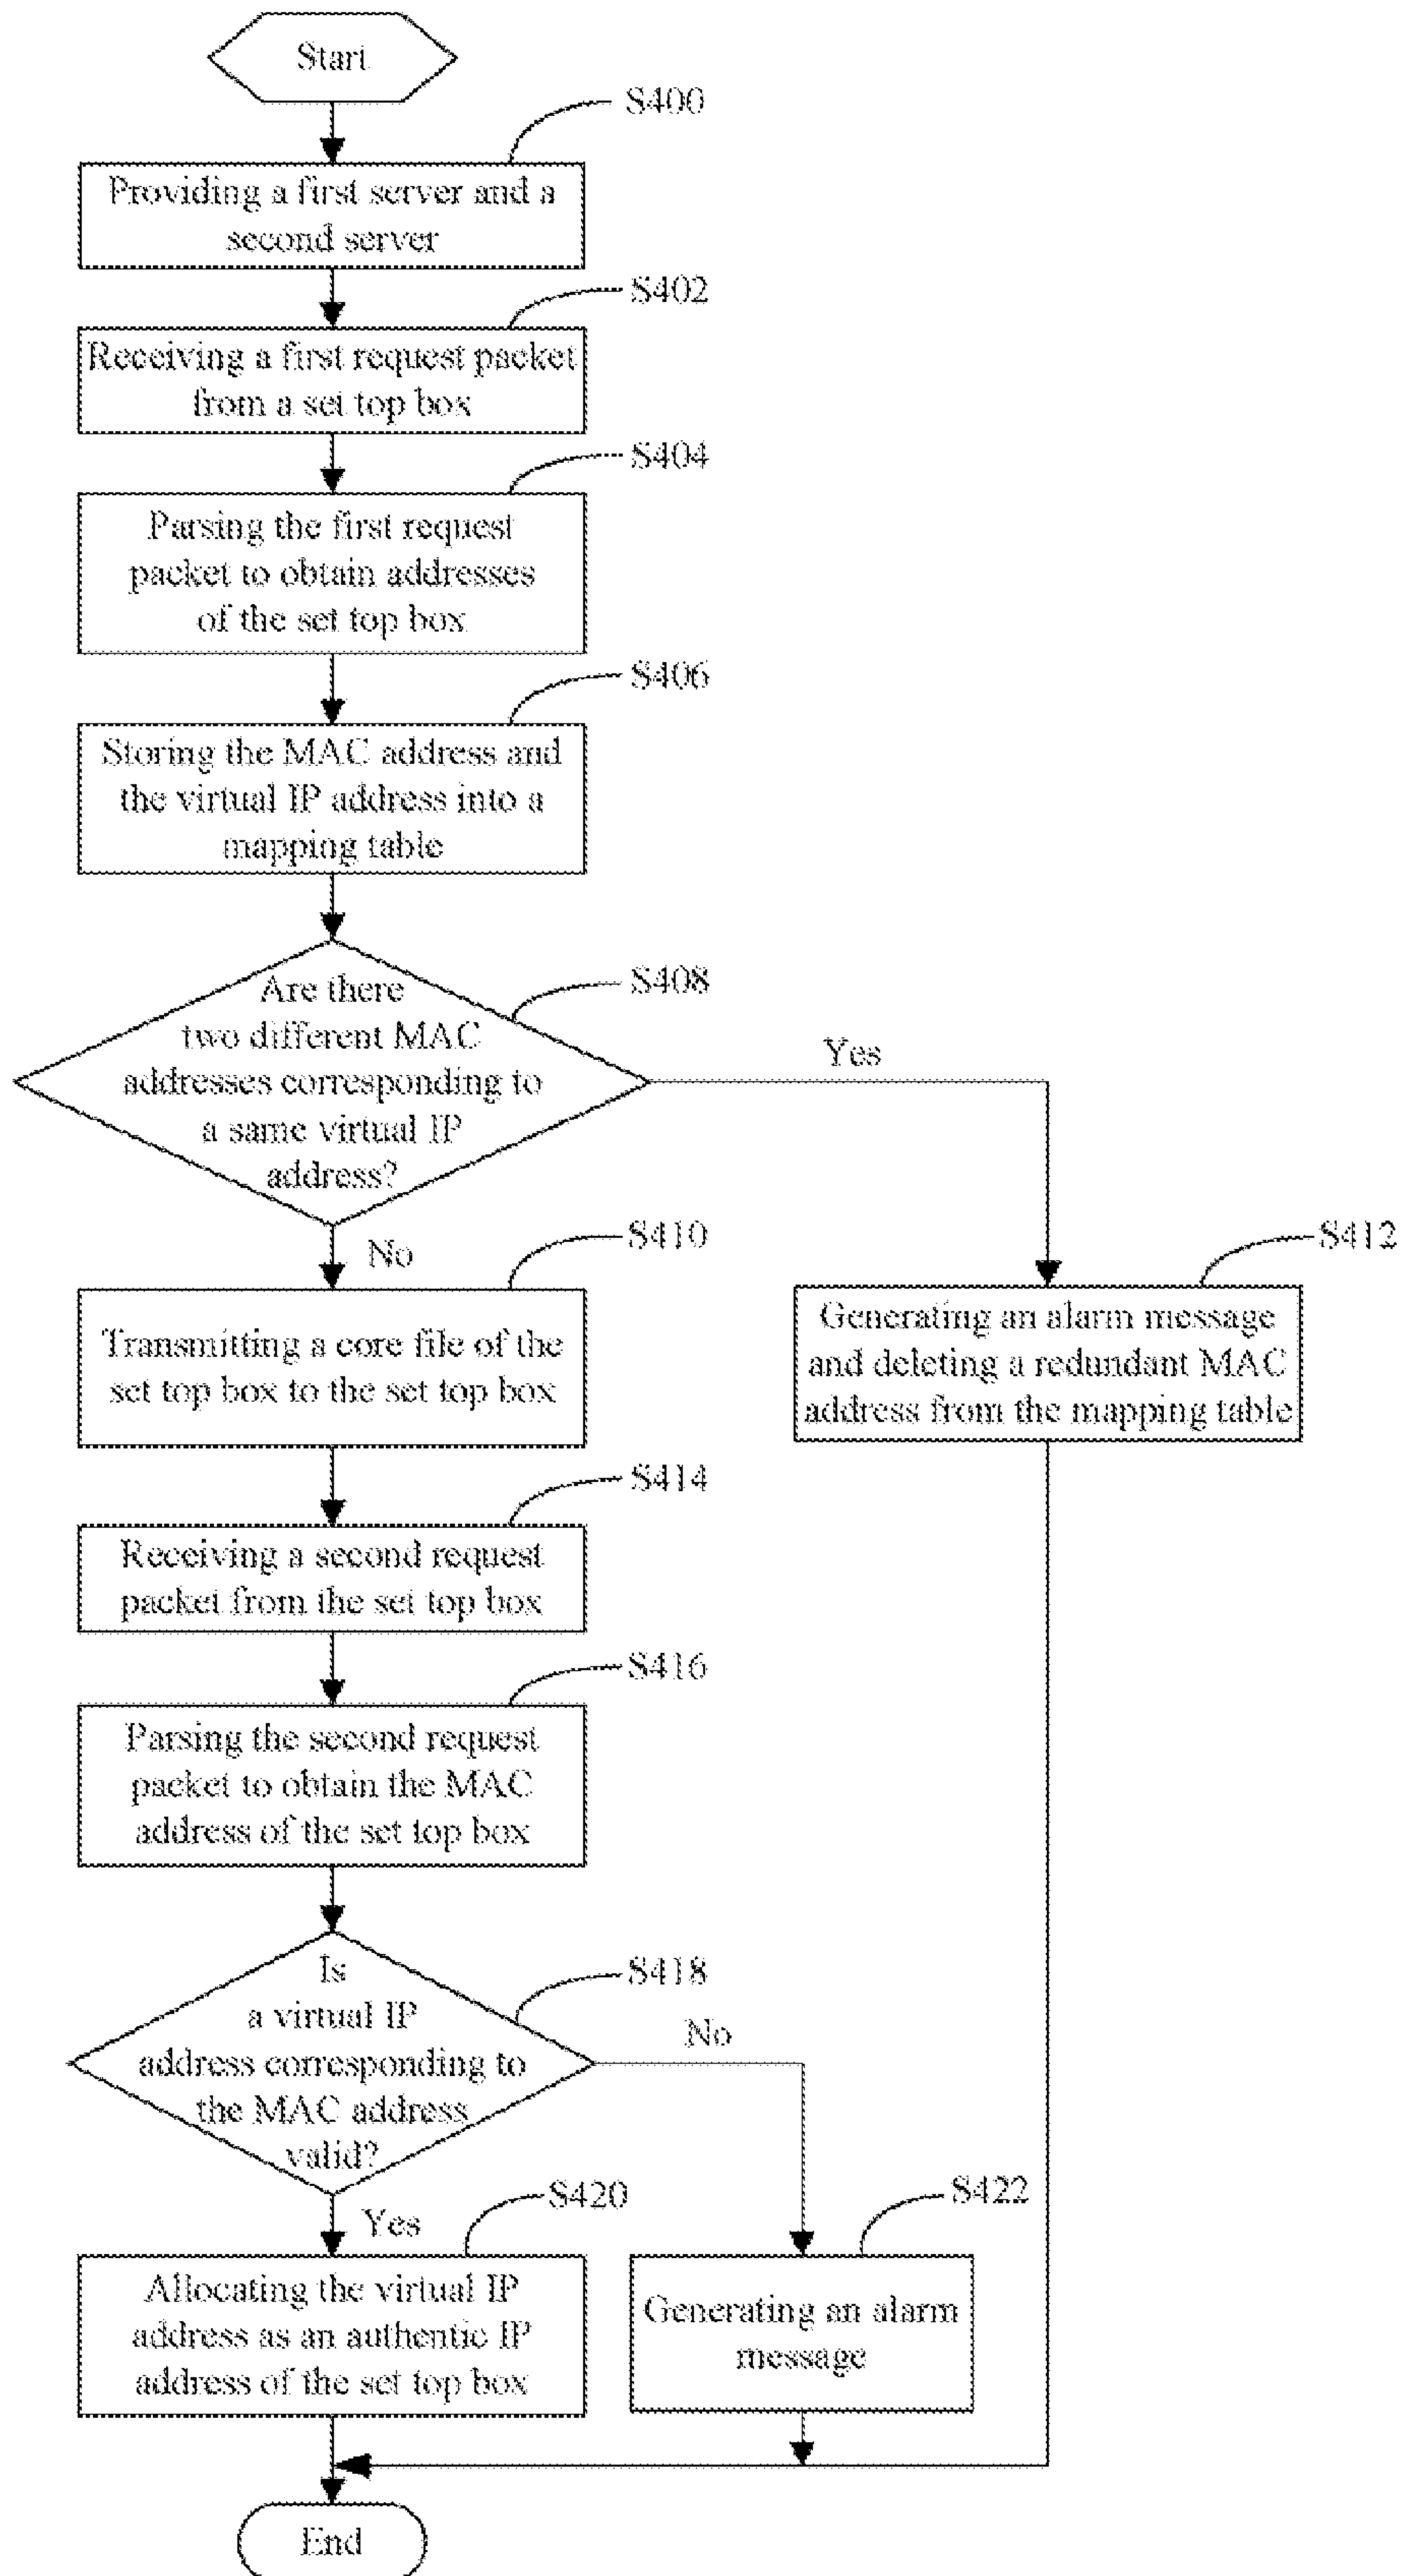 Start
S400
Providing a first server and a
second server
S402
Receiving a first request packet
from a set top box
S404
Parsing the first request
packet to obtain addresses
of the set top box
S406
Storing the MAC address and
the virtual IP address into a
mapping table
S408
Are there
two different MAC
addresses corresponding to
a same virtual IP
address?
Yes
No
S410
Transmitting a core file of the
set top box to the set top box
S412
Generating an alarm message
and deleting a redundant MAC
address from the mapping table
S414
Receiving a second request
packet from the set top box
S416
Parsing the second request
packet to obtain the MAC
address of the set top box
S418
Is
a virtual IP
address corresponding to
the MAC address
valid?
No
Yes
S420
Allocating the virtual IP
address as an authentic IP
address of the set top box
S422
Generating an alarm
message
End